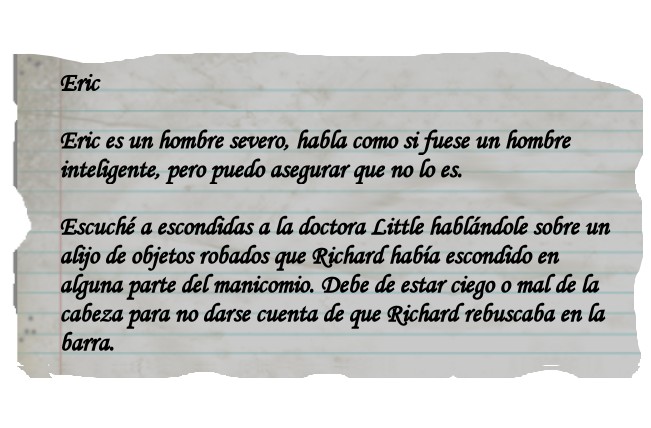 Eric
Eric es un hombre severo, habla como si fuese un hombre
inteligente, pero puedo asegurar que no lo es.
Escuché a escondidas a la doctora Little hablándole sobre un
alijo de objetos robados que Richard había escondido en
alguna parte del manicomio. Debe de estar ciego o mal de la
cabeza para no darse cuenta de que Richard rebuscaba en la
barra.